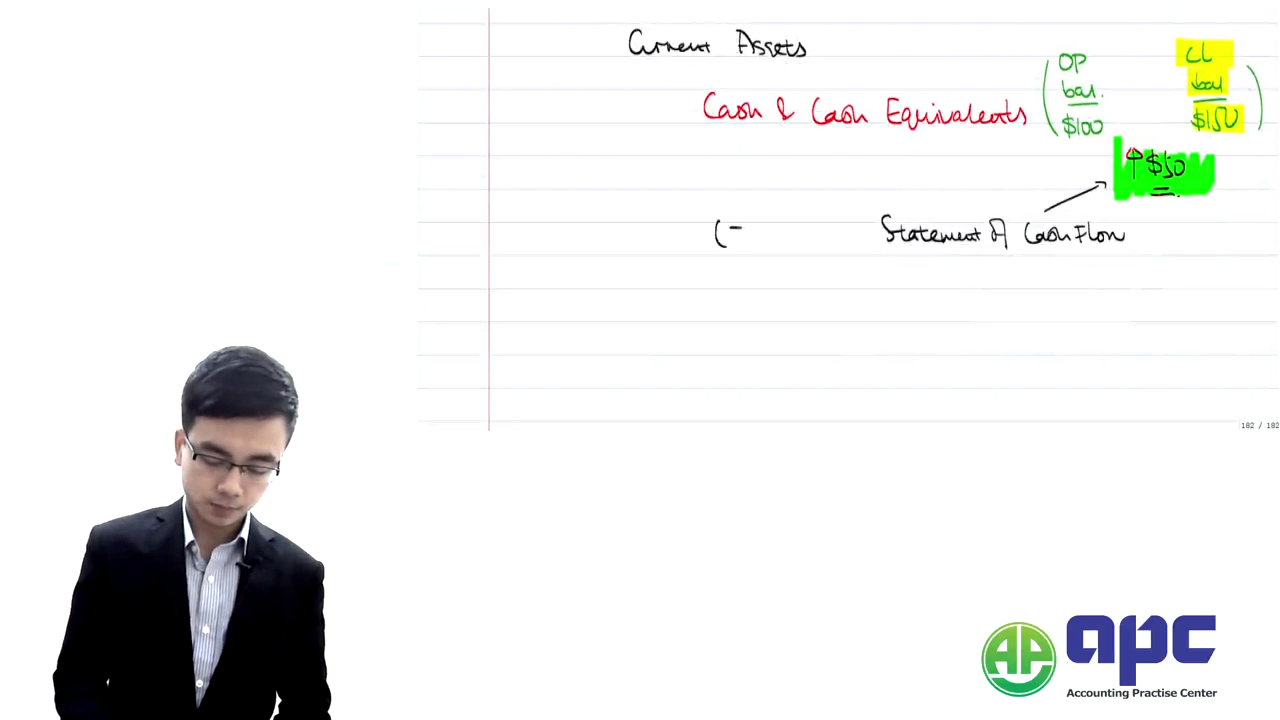 Current Assets
Cash & Cash Equivalents
OP
bal.
$100
CL
bal
$150
↑$50
Statement of Cash Flow
182 / 182
AP
apc
Accounting Practise Center